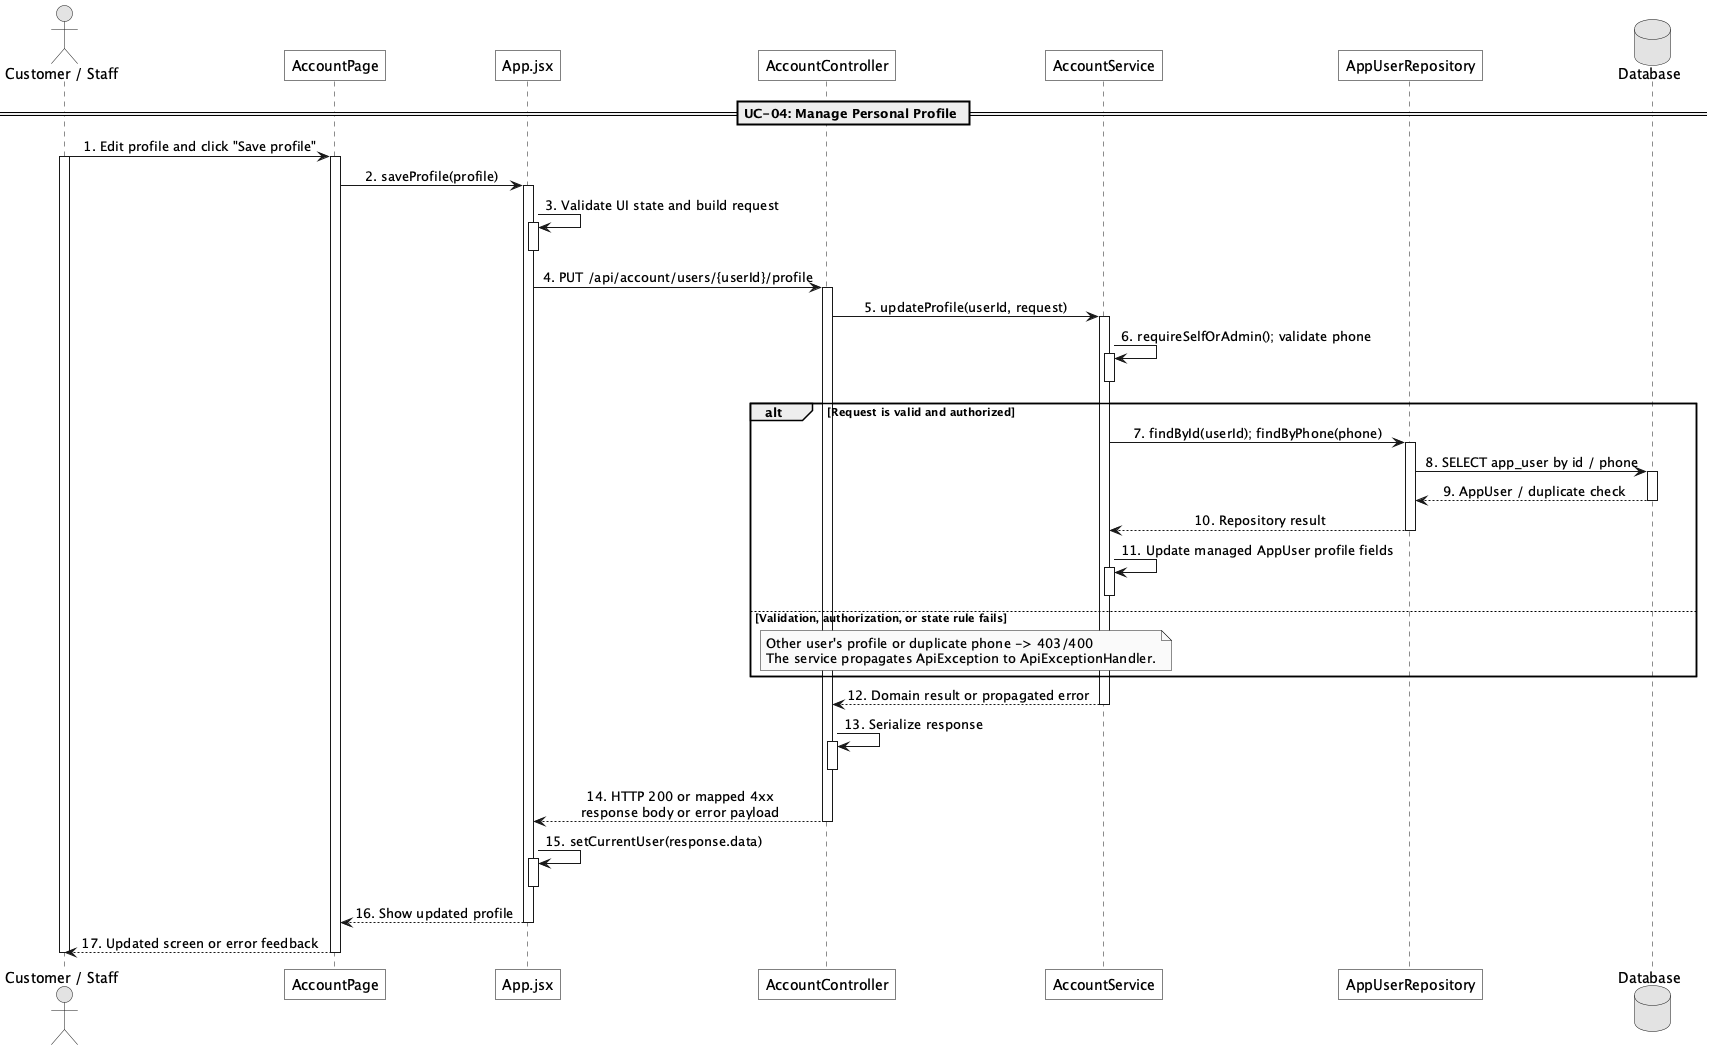 Customer / Staff
AccountPage
App.jsx
AccountController
AccountService
AppUserRepository
Database
UC-04: Manage Personal Profile
1. Edit profile and click "Save profile"
2. saveProfile(profile)
3. Validate UI state and build request
4. PUT /api/account/users/{userId}/profile
5. updateProfile(userId, request)
6. requireSelfOrAdmin(); validate phone
alt
[Request is valid and authorized]
7. findById(userId); findByPhone(phone)
8. SELECT app_user by id / phone
9. AppUser / duplicate check
10. Repository result
11. Update managed AppUser profile fields
[Validation, authorization, or state rule fails]
Other user's profile or duplicate phone -> 403/400
The service propagates ApiException to ApiExceptionHandler.
12. Domain result or propagated error
13. Serialize response
14. HTTP 200 or mapped 4xx
response body or error payload
15. setCurrentUser(response.data)
16. Show updated profile
17. Updated screen or error feedback
Customer / Staff
AccountPage
App.jsx
AccountController
AccountService
AppUserRepository
Database